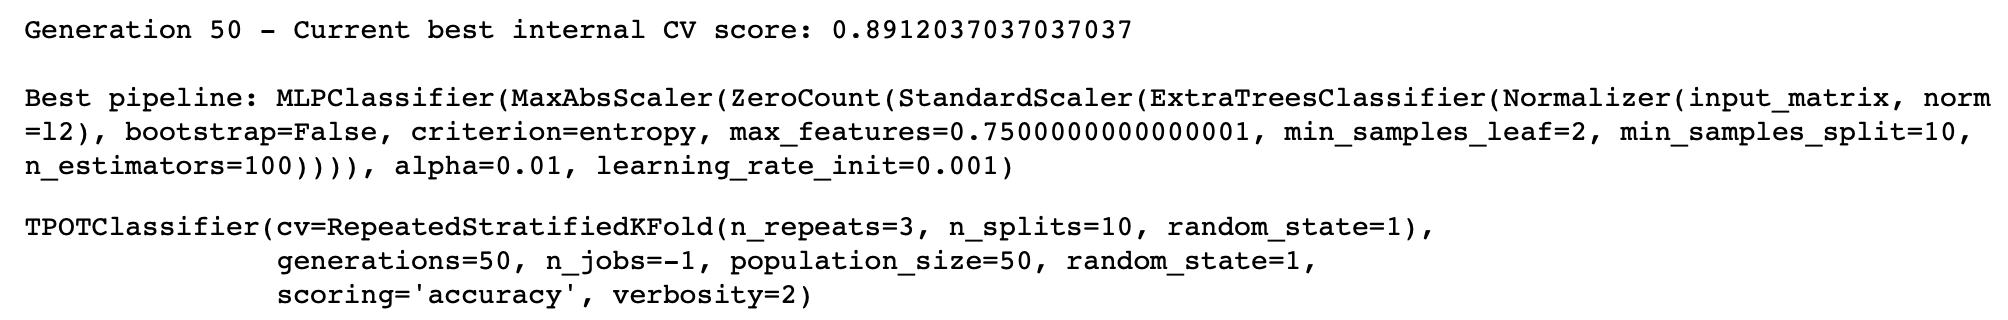 Generation 50 - Current best internal CV score: 0.8912037037037037
Best pipeline: MLPClassifier(MaxAbsScaler(ZeroCount(StandardScaler(ExtraTreesClassifier(Normalizer(input_matrix, norm
=l2), bootstrap=False, criterion=entropy, max_features=0.7500000000000001, min_samples_leaf=2, min_samples_split=10,
n_estimators=100)))), alpha=0.01, learning_rate_init=0.001)
TPOTClassifier(cv=RepeatedStratifiedKFold(n_repeats=3, n_splits=10, random_state=1),
generations=50, n_jobs=-1, population_size=50, random_state=1,
scoring='accuracy', verbosity=2)